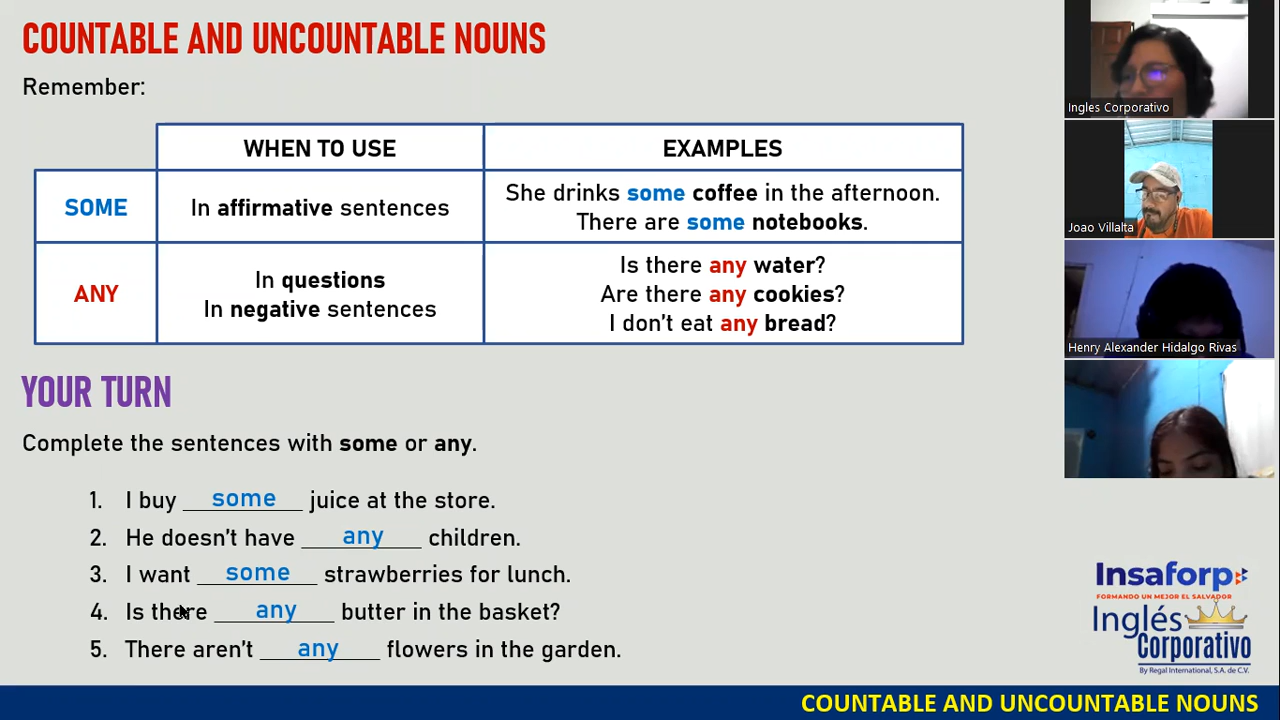 COUNTABLE AND UNCOUNTABLE NOUNS
Remember:
WHEN TO USE
EXAMPLES
SOME
In affirmative sentences
She drinks some coffee in the afternoon.
There are some notebooks.
ANY
In questions
In negative sentences
Is there any water?
Are there any cookies?
I don't eat any bread?
YOUR TURN
Complete the sentences with some or any.
1. I buy some juice at the store.
2. He doesn't have any children.
3. I want some strawberries for lunch.
4. Is there any butter in the basket?
5. There aren't any flowers in the garden.
Ingles Corporativo
Joao Villalta
Henry Alexander Hidalgo Rivas
Insaforp
FORMANDO UN MEJOR EL SALVADOR
Inglés
Corporativo
By Regal International, S.A. de C.V.
COUNTABLE AND UNCOUNTABLE NOUNS